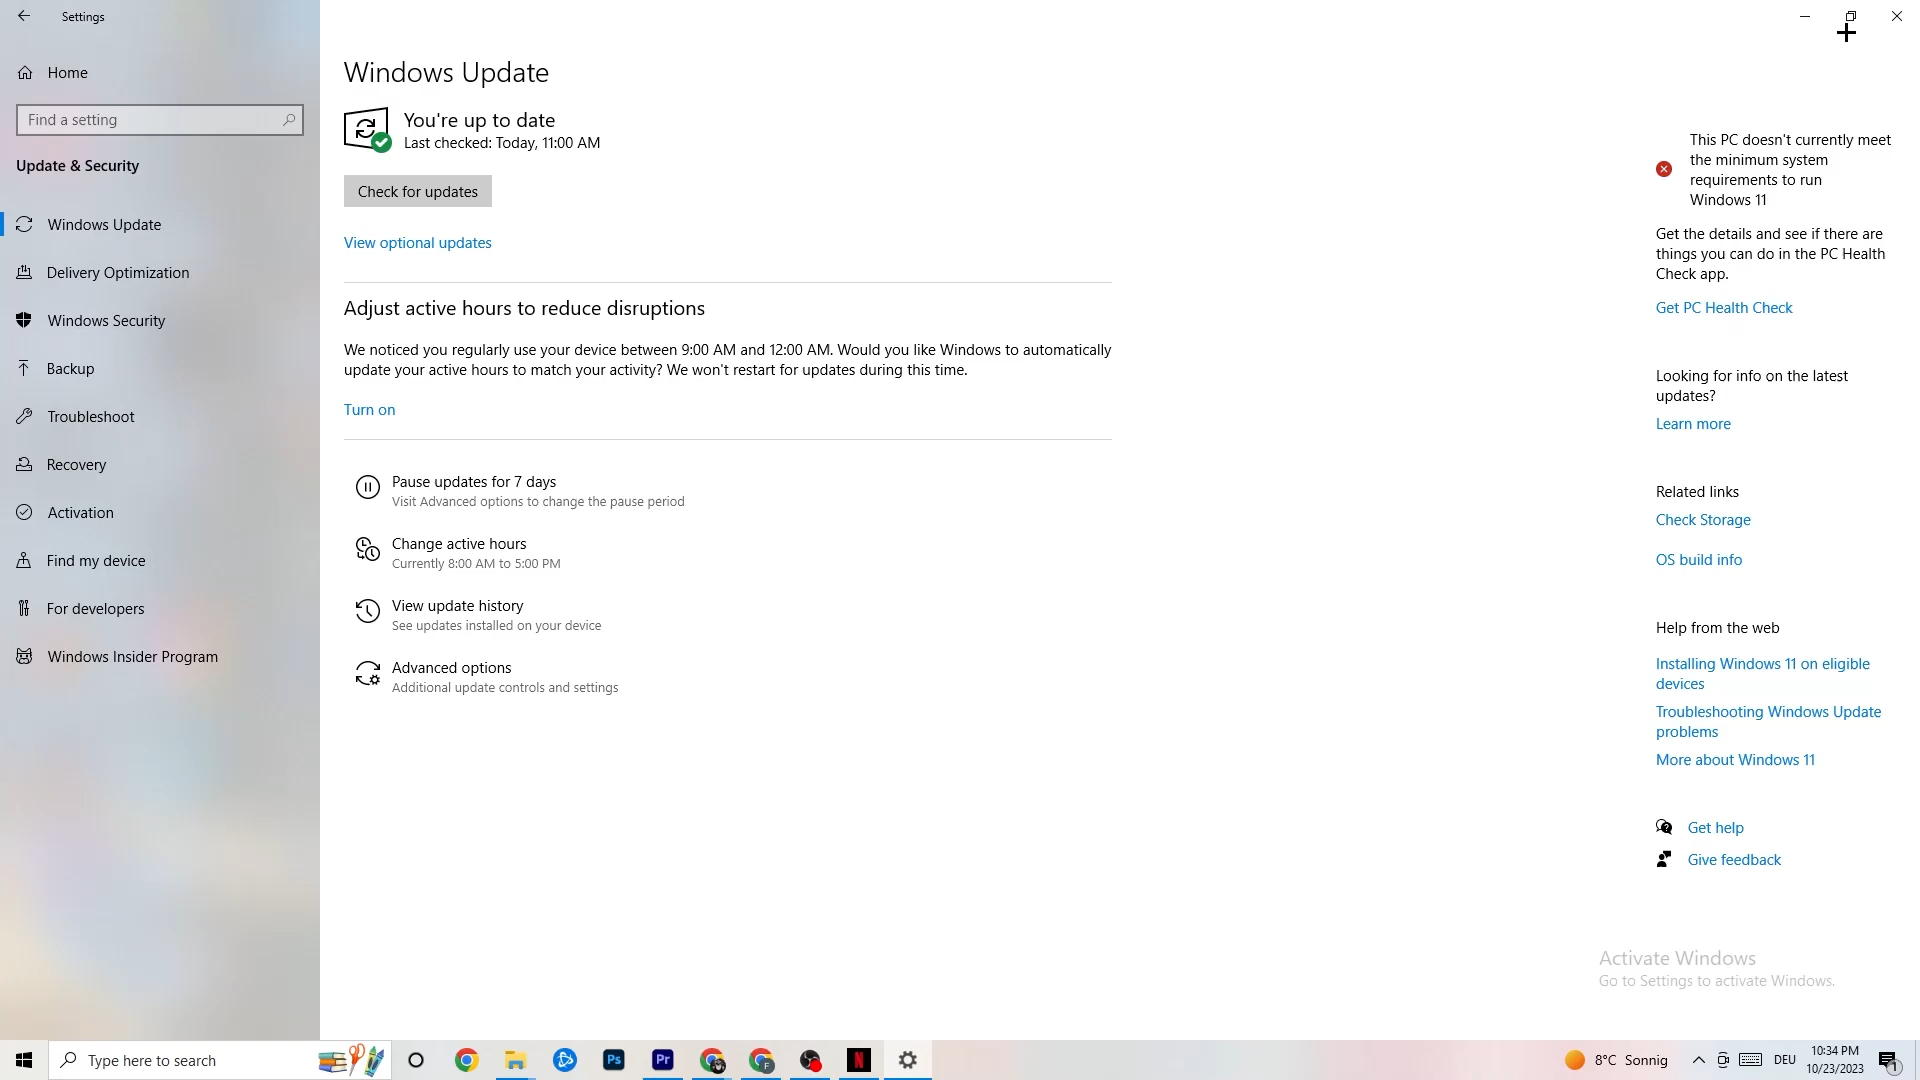 Settings
Home
Find a setting
Update & Security
Windows Update
Delivery Optimization
Windows Security
Backup
Troubleshoot
Recovery
Activation
Find my device
For developers
Windows Insider Program
Windows Update
You're up to date
Last checked: Today, 11:00 AM
Check for updates
View optional updates
Adjust active hours to reduce disruptions
We noticed you regularly use your device between 9:00 AM and 12:00 AM. Would you like Windows to automatically
update your active hours to match your activity? We won't restart for updates during this time.
Turn on
Pause updates for 7 days
Visit Advanced options to change the pause period
Change active hours
Currently 8:00 AM to 5:00 PM
View update history
See updates installed on your device
Advanced options
Additional update controls and settings
This PC doesn't currently meet
the minimum system
requirements to run
Windows 11
Get the details and see if there are
things you can do in the PC Health
Check app.
Get PC Health Check
Looking for info on the latest
updates?
Learn more
Related links
Check Storage
OS build info
Help from the web
Installing Windows 11 on eligible
devices
Troubleshooting Windows Update
problems
More about Windows 11
Get help
Give feedback
Activate Windows
Go to Settings to activate Windows.
Type here to search
Ps
Pr
F
N
8°C Sonnig
DEU
10:34 PM
10/23/2023
1